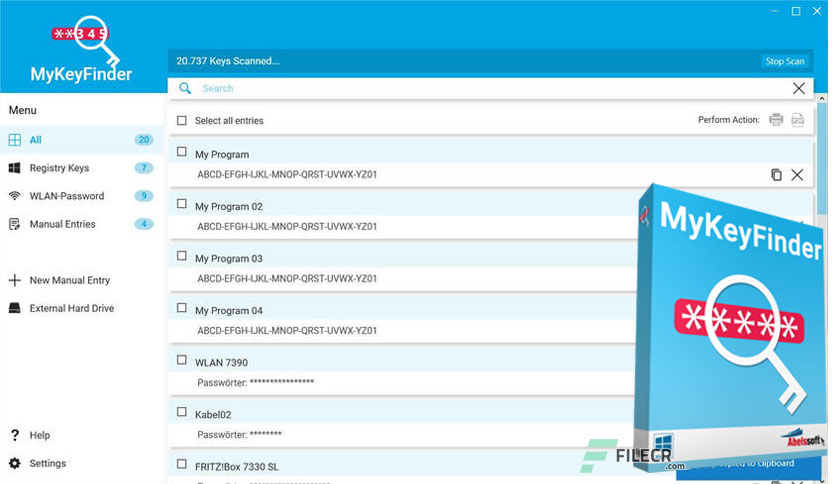 **345
MyKeyFinder
20.737 Keys Scanned...
Stop Scan
Search
Menu
Select all entries
Perform Action:
All 20
Registry Keys 7
WLAN-Password 9
Manual Entries 4
New Manual Entry
External Hard Drive
Help
Settings
My Program
ABCD-EFGH-IJKL-MNOP-QRST-UVWX-YZ01
My Program 02
ABCD-EFGH-IJKL-MNOP-QRST-UVWX-YZ01
My Program 03
ABCD-EFGH-IJKL-MNOP-QRST-UVWX-YZ01
My Program 04
ABCD-EFGH-IJKL-MNOP-QRST-UVWX-YZ01
WLAN 7390
Passwörter: ****************
Kabel02
Passwörter: ********
FRITZ!Box 7330 SL
MyKeyFinder
*****
Abelssoft
FILECR
.com
copied to clipboard